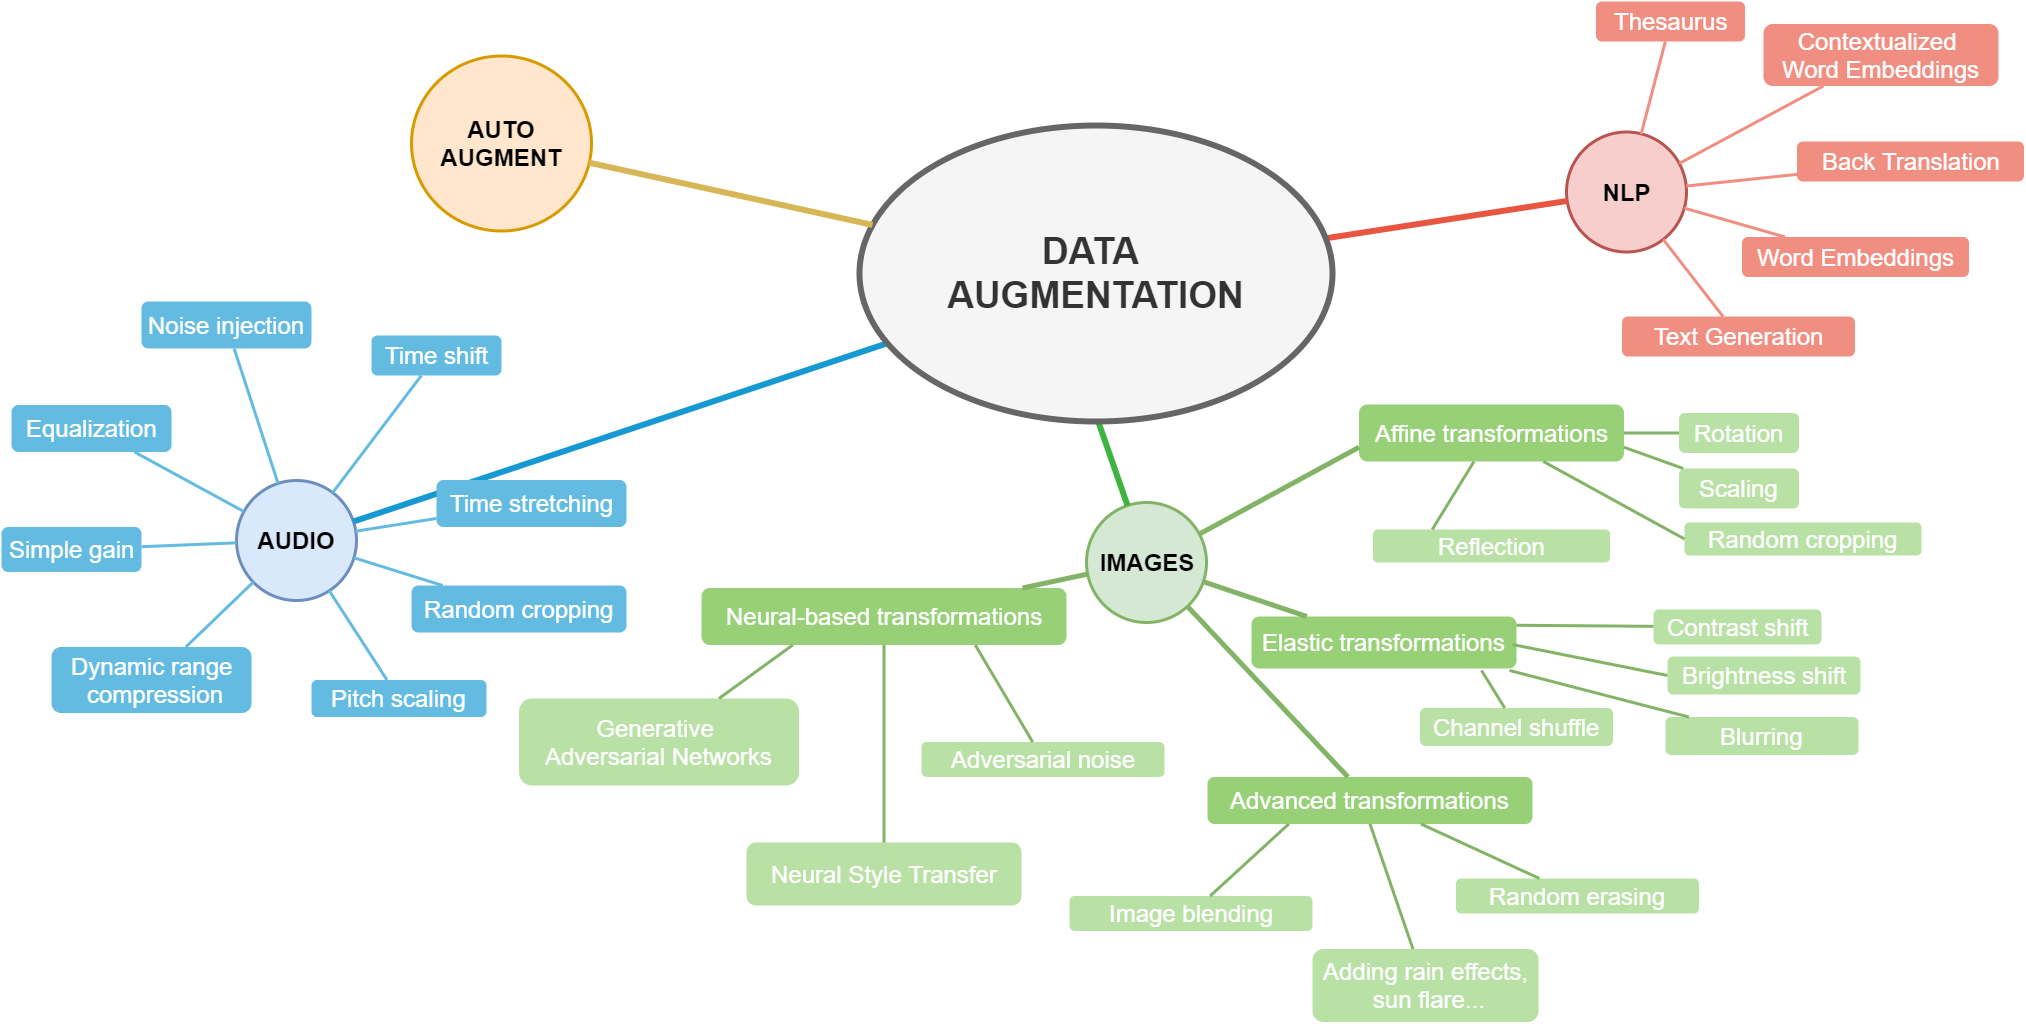 DATA
AUGMENTATION
AUTO
AUGMENT
NLP
Thesaurus
Contextualized
Word Embeddings
Back Translation
Word Embeddings
Text Generation
AUDIO
Noise injection
Time shift
Equalization
Time stretching
Simple gain
Random cropping
Dynamic range
compression
Pitch scaling
IMAGES
Affine transformations
Rotation
Scaling
Random cropping
Reflection
Elastic transformations
Contrast shift
Brightness shift
Blurring
Channel shuffle
Neural-based transformations
Generative
Adversarial Networks
Adversarial noise
Neural Style Transfer
Advanced transformations
Image blending
Random erasing
Adding rain effects,
sun flare...